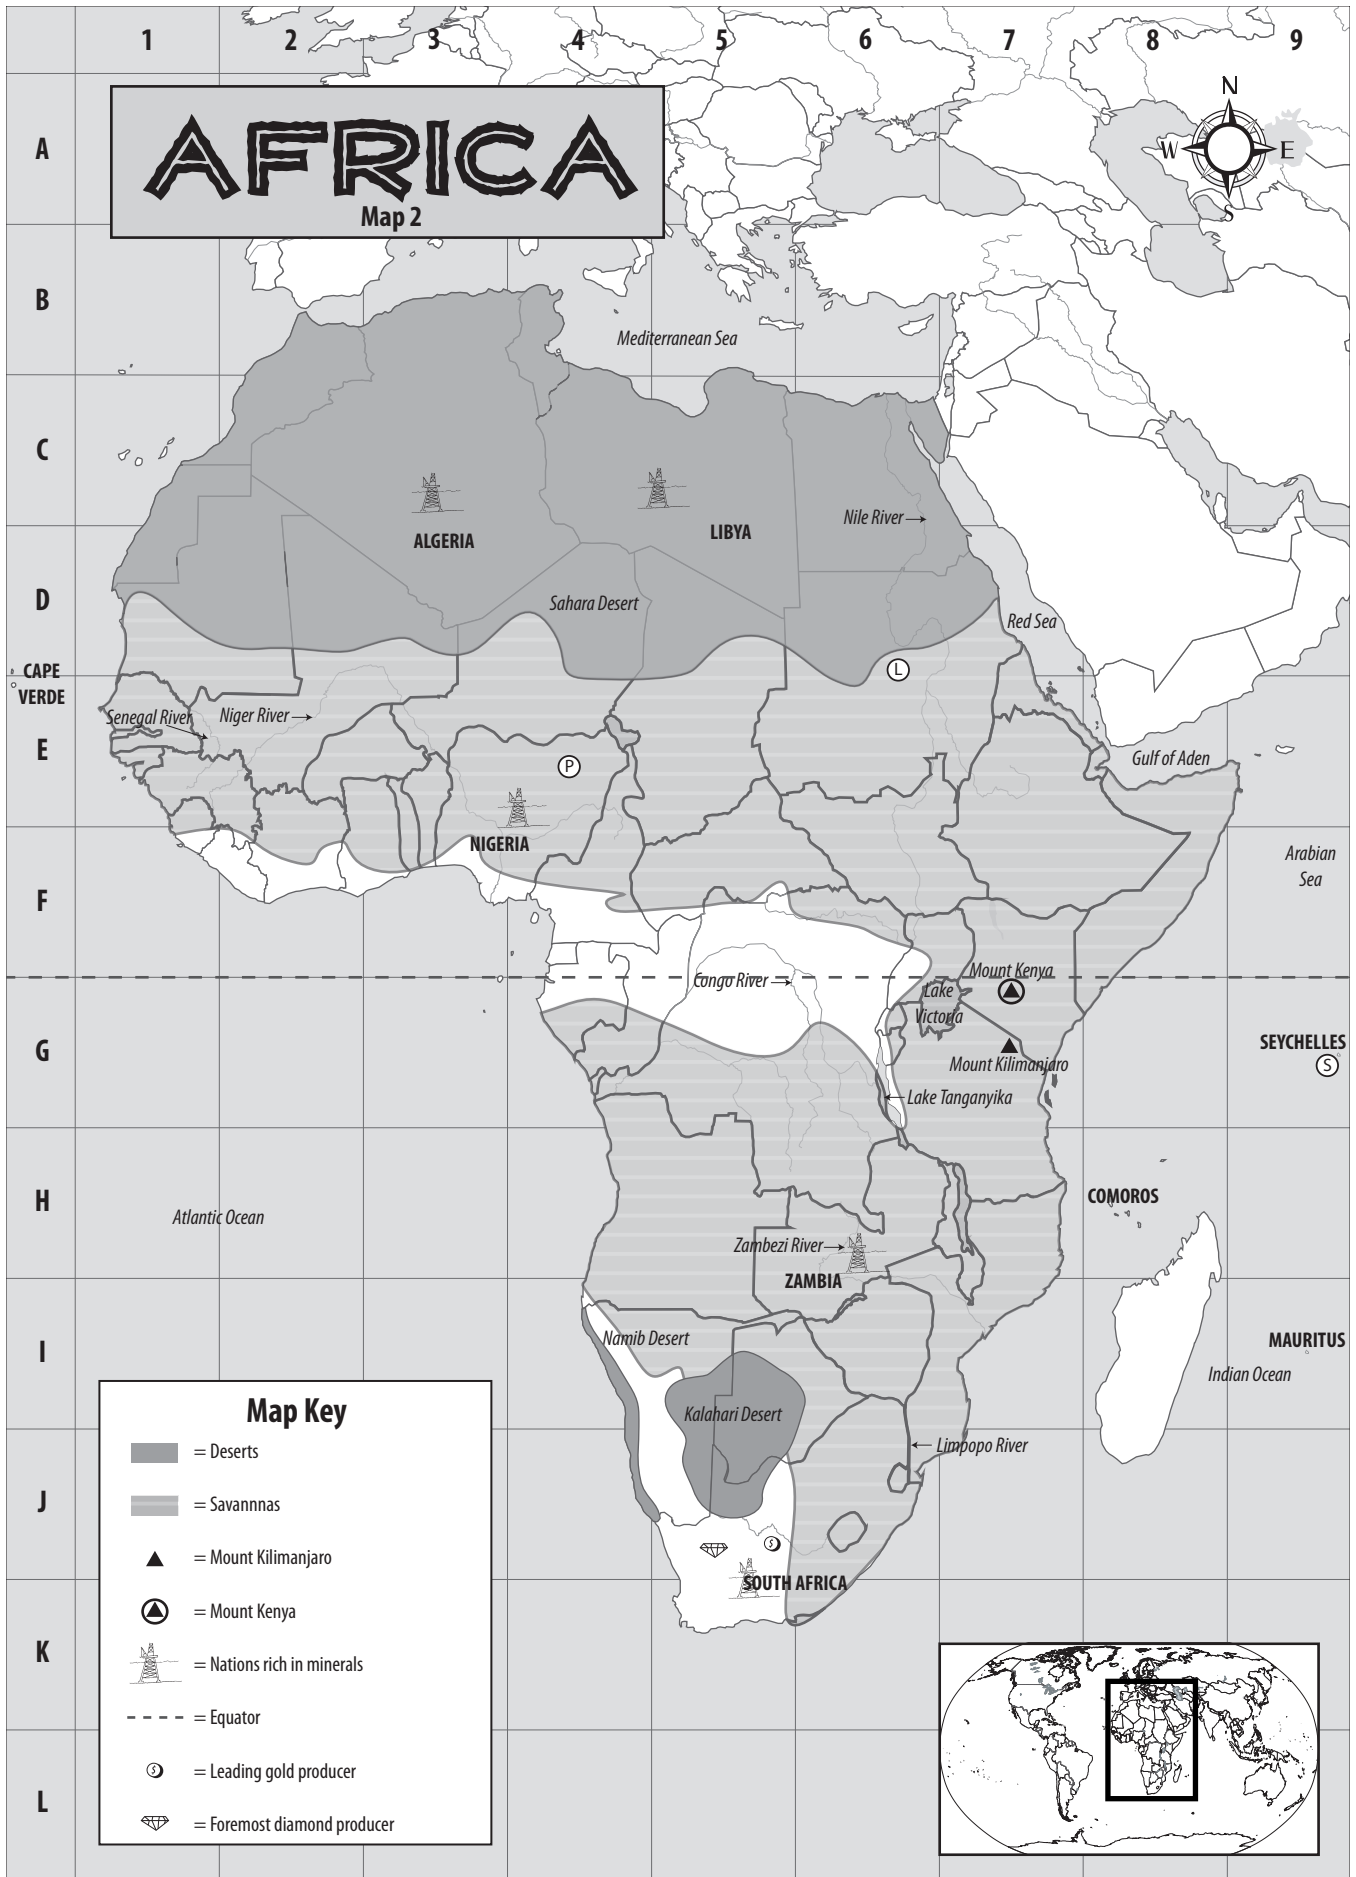 1 2 3 4 5 6 7 8 9
N
W E
S
A
AFRICA
Map 2
B
Mediterranean Sea
C
Nile River
ALGERIA
LIBYA
D
Sahara Desert
Red Sea
L
CAPE
VERDE
Senegal River
Niger River
E
Gulf of Aden
P
NIGERIA
Arabian
Sea
F
Mount Kenya
Congo River
Lake
Victoria
G
SEYCHELLES
S
Mount Kilimanjaro
Lake Tanganyika
H
COMOROS
Atlantic Ocean
Zambezi River
ZAMBIA
I
Namib Desert
MAURITUS
Indian Ocean
Kalahari Desert
Limpopo River
J
SOUTH AFRICA
K
L
Map Key
= Deserts
= Savannnas
= Mount Kilimanjaro
= Mount Kenya
= Nations rich in minerals
= Equator
= Leading gold producer
= Foremost diamond producer